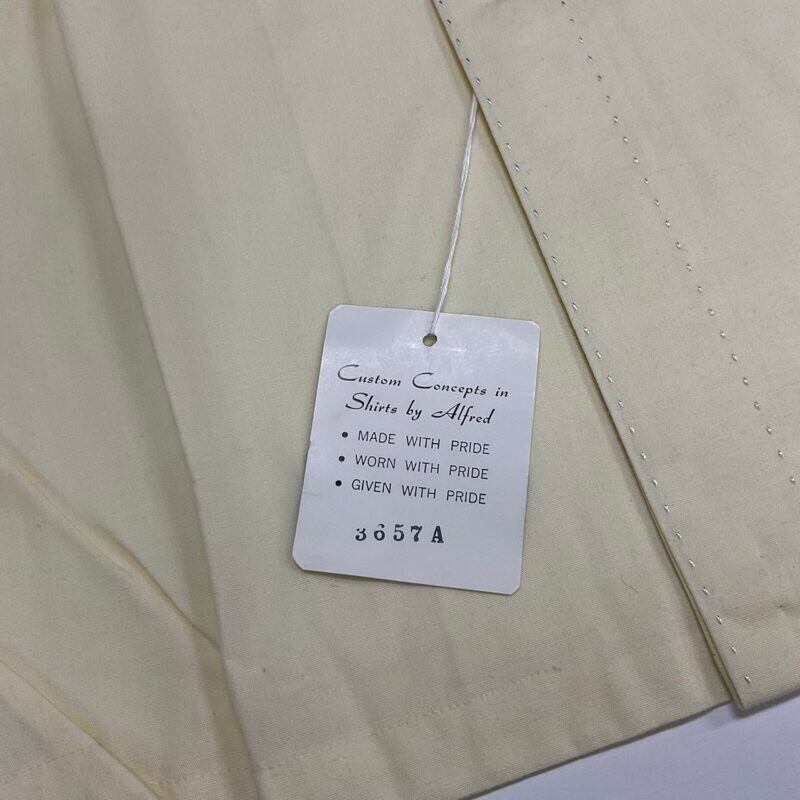 Custom Concepts in
Shirts by Alfred
• MADE WITH PRIDE
• WORN WITH PRIDE
• GIVEN WITH PRIDE
3657A